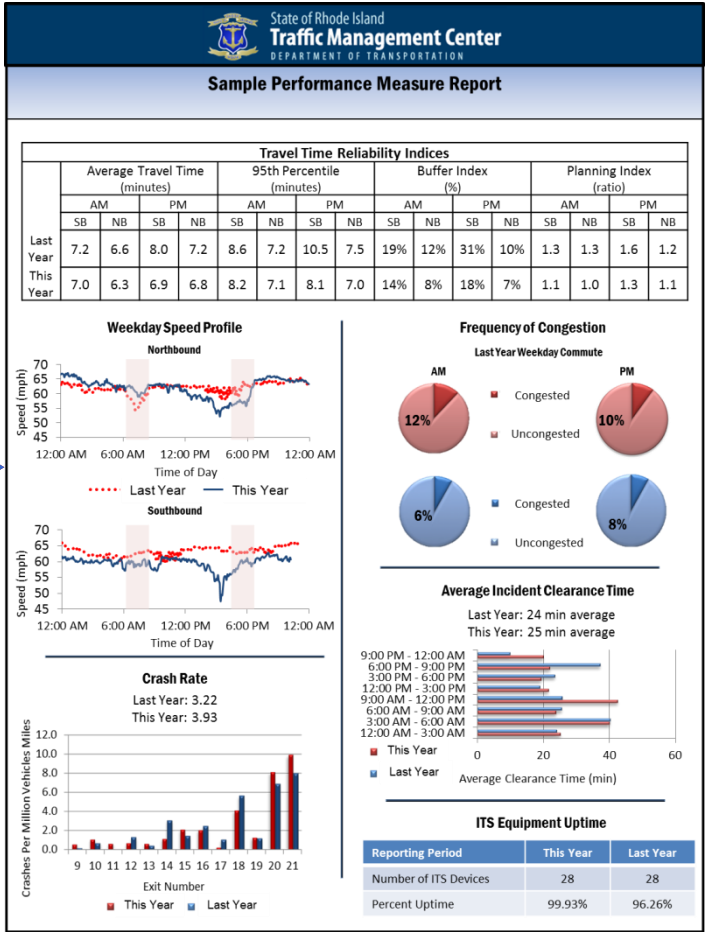 State of Rhode Island
Traffic Management Center
DEPARTMENT OF TRANSPORTATION
Sample Performance Measure Report
Travel Time Reliability Indices
Average Travel Time (minutes) 95th Percentile (minutes) Buffer Index (%) Planning Index (ratio)
AM PM AM PM AM PM AM PM
SB NB SB NB SB NB SB NB SB NB SB NB SB NB SB NB
Last Year 7.2 6.6 8.0 7.2 8.6 7.2 10.5 7.5 19% 12% 31% 10% 1.3 1.3 1.6 1.2
This Year 7.0 6.3 6.9 6.8 8.2 7.1 8.1 7.0 14% 8% 18% 7% 1.1 1.0 1.3 1.1
Weekday Speed Profile
Northbound
Speed (mph)
70
65
60
55
50
45
12:00 AM 6:00 AM 12:00 PM 6:00 PM 12:00 AM
Time of Day
Last Year This Year
Southbound
Speed (mph)
70
65
60
55
50
45
12:00 AM 6:00 AM 12:00 PM 6:00 PM 12:00 AM
Time of Day
Crash Rate
Last Year: 3.22
This Year: 3.93
Crashes Per Million Vehicles Miles
12.0
10.0
8.0
6.0
4.0
2.0
0.0
9 10 11 12 13 14 15 16 17 18 19 20 21
Exit Number
This Year Last Year
Frequency of Congestion
Last Year Weekday Commute
AM PM
12% Congested 10%
Uncongested
6% Congested 8%
Uncongested
Average Incident Clearance Time
Last Year: 24 min average
This Year: 25 min average
9:00 PM - 12:00 AM
6:00 PM - 9:00 PM
3:00 PM - 6:00 PM
12:00 PM - 3:00 PM
9:00 AM - 12:00 PM
6:00 AM - 9:00 AM
3:00 AM - 6:00 AM
12:00 AM - 3:00 AM
0 20 40 60
This Year
Last Year
Average Clearance Time (min)
ITS Equipment Uptime
Reporting Period This Year Last Year
Number of ITS Devices 28 28
Percent Uptime 99.93% 96.26%